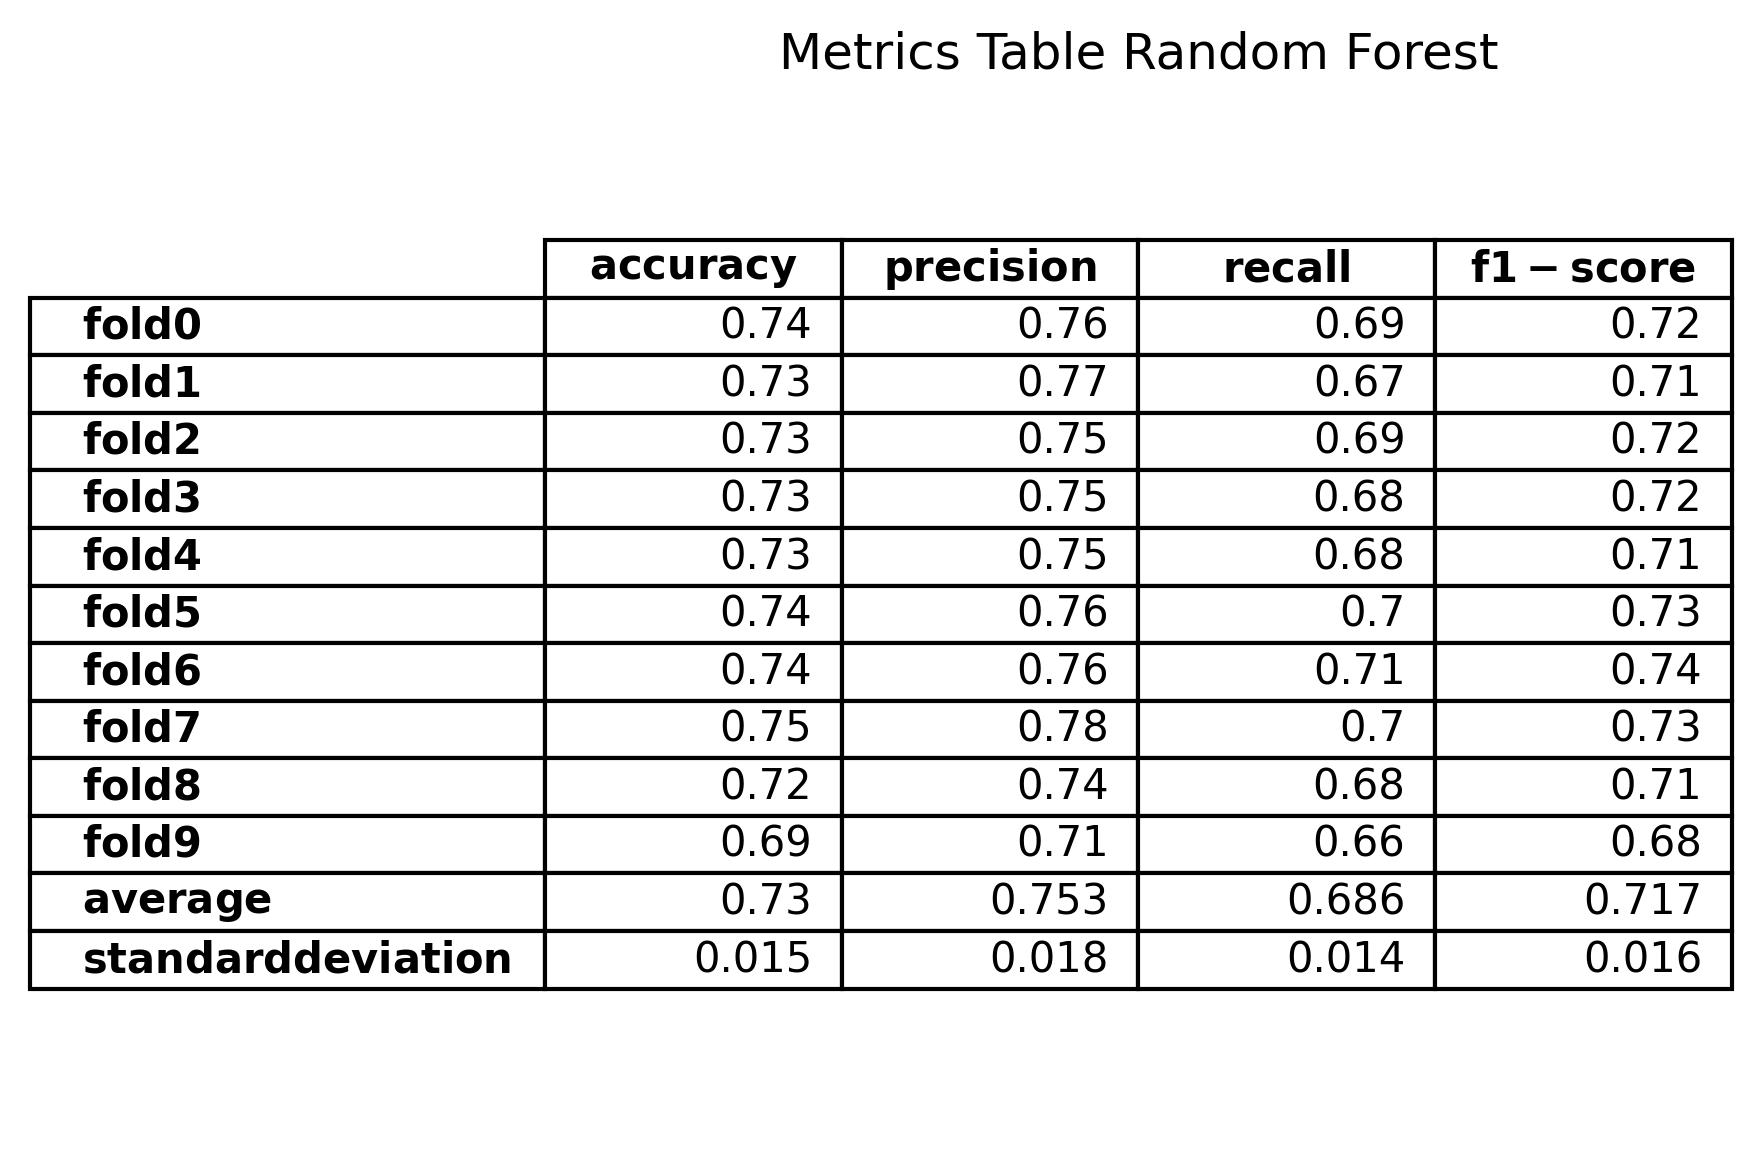 Metrics Table Random Forest
accuracy precision recall f1−score
fold0 0.74 0.76 0.69 0.72
fold1 0.73 0.77 0.67 0.71
fold2 0.73 0.75 0.69 0.72
fold3 0.73 0.75 0.68 0.72
fold4 0.73 0.75 0.68 0.71
fold5 0.74 0.76 0.7 0.73
fold6 0.74 0.76 0.71 0.74
fold7 0.75 0.78 0.7 0.73
fold8 0.72 0.74 0.68 0.71
fold9 0.69 0.71 0.66 0.68
average 0.73 0.753 0.686 0.717
standarddeviation 0.015 0.018 0.014 0.016